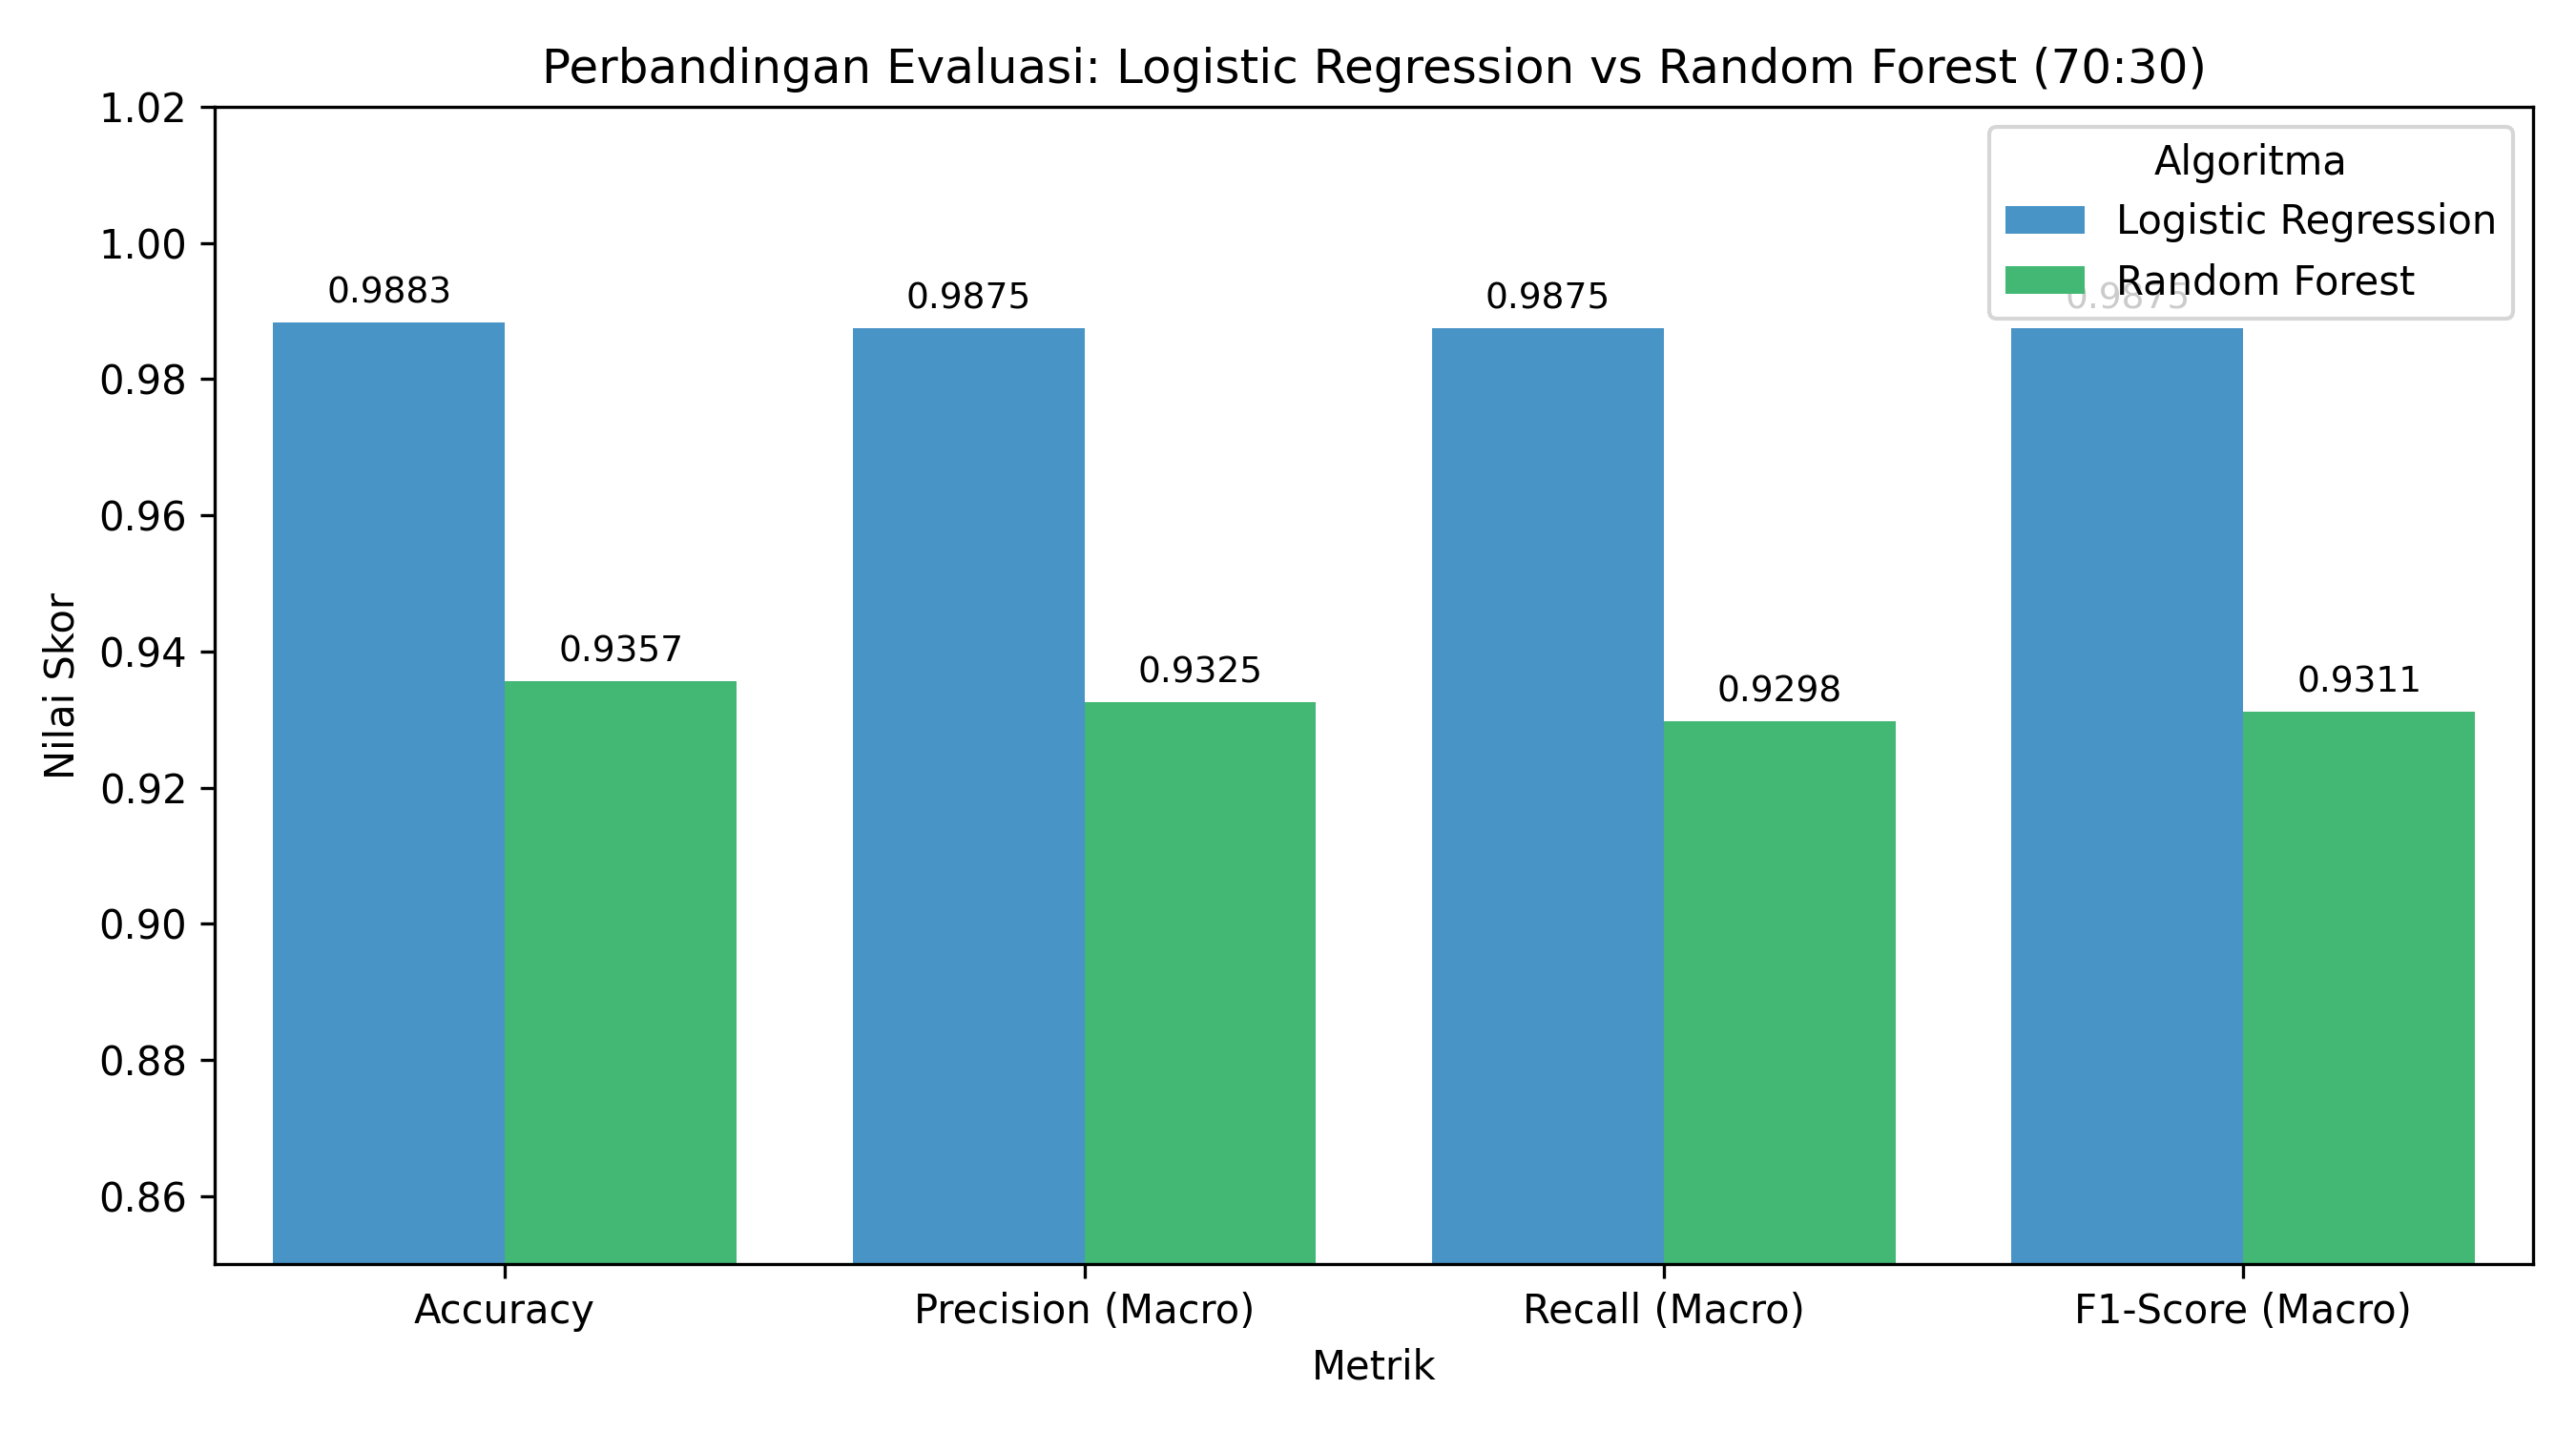 Perbandingan Evaluasi: Logistic Regression vs Random Forest (70:30)
1.02
1.00
0.98
0.96
0.94
0.92
0.90
0.88
0.86
Nilai Skor
Algoritma
Logistic Regression
Random Forest
0.9883
0.9357
0.9875
0.9325
0.9875
0.9298
0.9875
0.9311
Accuracy
Precision (Macro)
Recall (Macro)
F1-Score (Macro)
Metrik